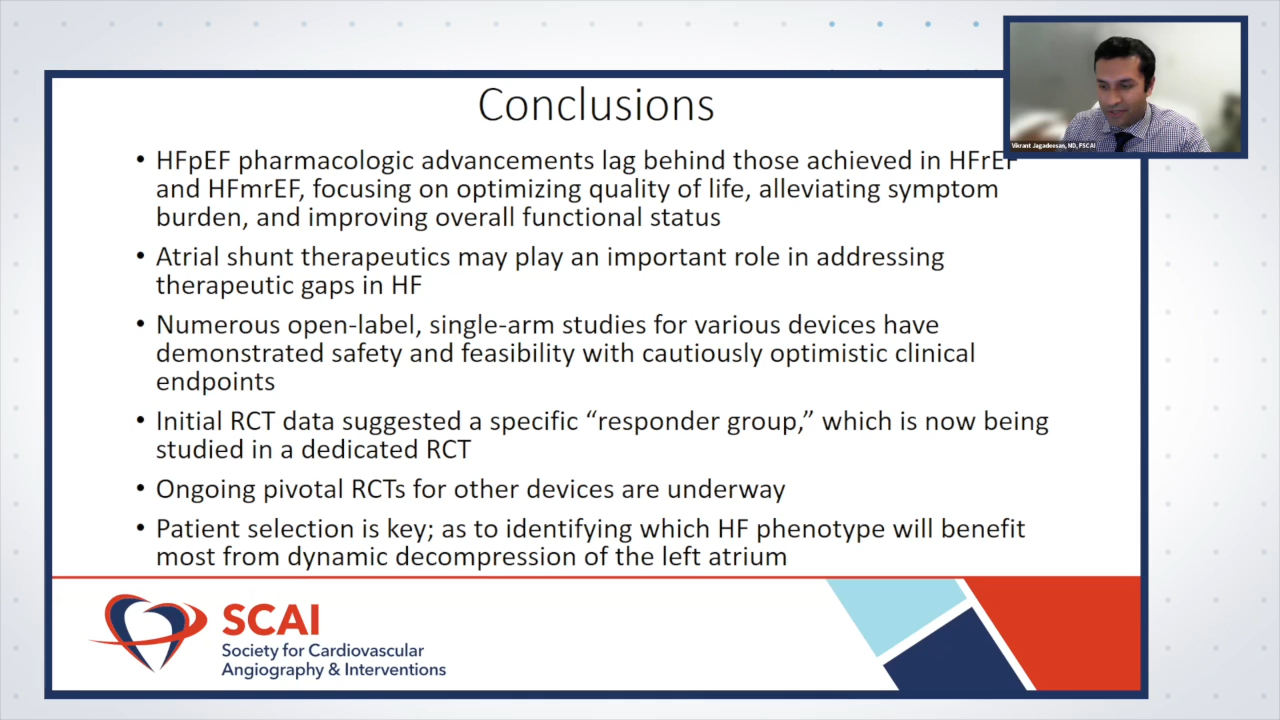 Conclusions
Vikrant Jagadeesan, MD, FSCAI
• HFpEF pharmacologic advancements lag behind those achieved in HFrEF
and HFmrEF, focusing on optimizing quality of life, alleviating symptom
burden, and improving overall functional status
• Atrial shunt therapeutics may play an important role in addressing
therapeutic gaps in HF
• Numerous open-label, single-arm studies for various devices have
demonstrated safety and feasibility with cautiously optimistic clinical
endpoints
• Initial RCT data suggested a specific “responder group,” which is now being
studied in a dedicated RCT
• Ongoing pivotal RCTs for other devices are underway
• Patient selection is key; as to identifying which HF phenotype will benefit
most from dynamic decompression of the left atrium
SCAI
Society for Cardiovascular
Angiography & Interventions